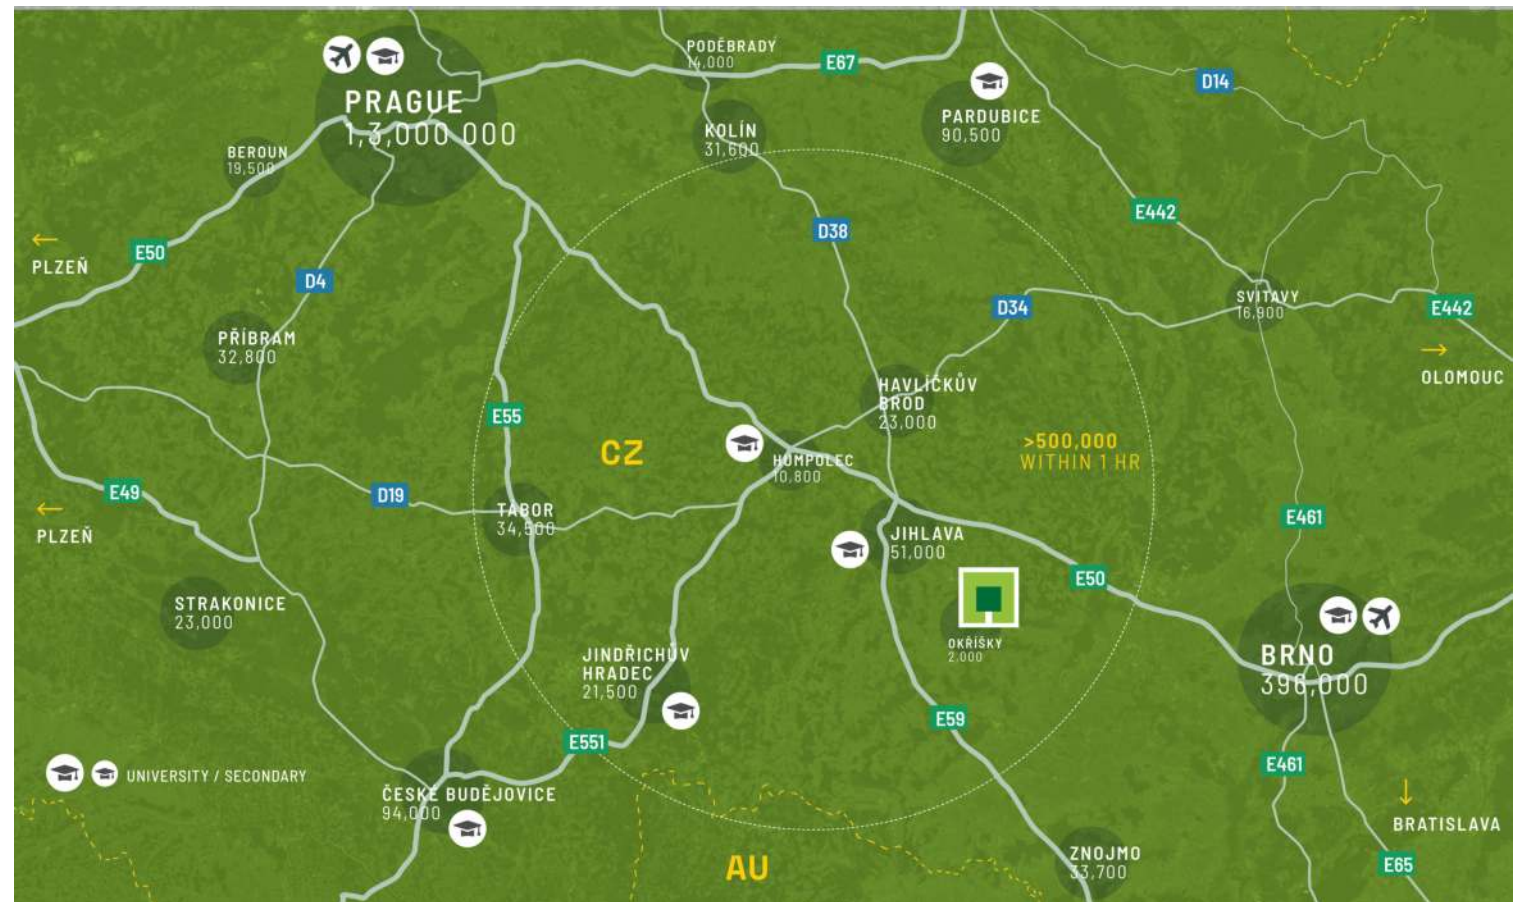 PODĚBRADY
14.000
E67
D14
PRAGUE
1,3,000 000
PARDUBICE
90,500
KOLÍN
31,600
BEROUN
19,500
E442
D38
←
PLZEŇ
E50
D4
SVITAVY
16,900
D34
E442
PŘÍBRAM
32,800
→
OLOMOUC
HAVLÍČKŮV
BROD
23,000
E55
CZ
>500,000
WITHIN 1 HR
HUMPOLEC
10,800
E49
D19
←
PLZEŇ
TÁBOR
34,500
E461
JIHLAVA
51,000
E50
STRAKONICE
23,000
OKŘÍŠKY
2.000
JINDŘICHŮV
HRADEC
21,500
BRNO
396,000
E59
E551
E461
UNIVERSITY / SECONDARY
ČESKÉ BUDĚJOVICE
94,000
↓
BRATISLAVA
AU
ZNOJMO
33,700
E65